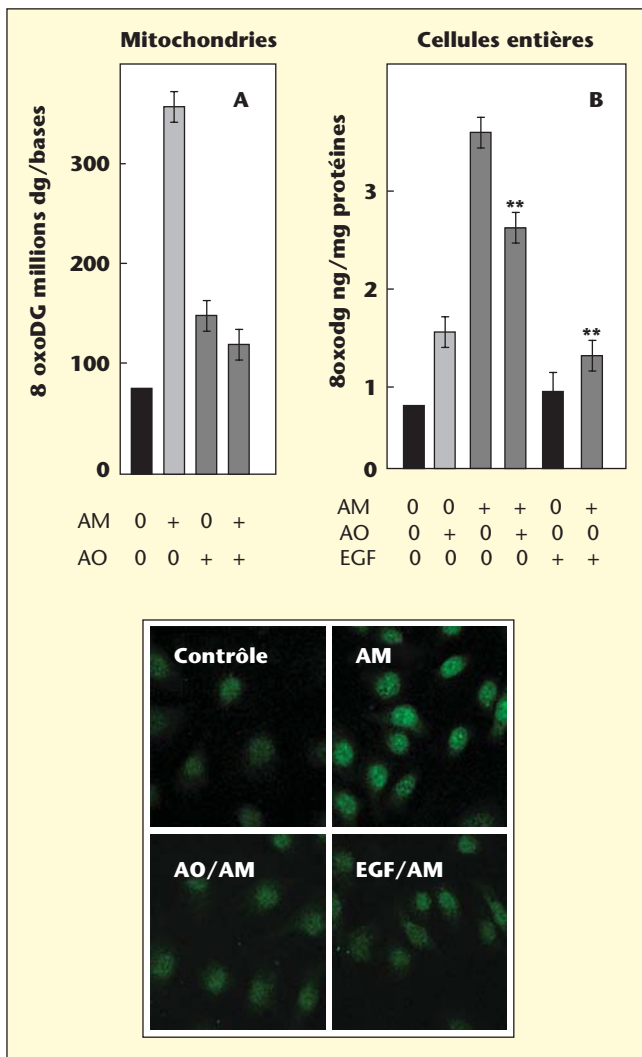 Mitochondries
A
8 oxoDG millions dg/bases
300
200
100
0
AM 0 + 0 +
AO 0 0 + +
Cellules entières
B
8oxodg ng/mg protéines
3
2
1
0
**
**
AM 0 0 + + 0 +
AO 0 + 0 + 0 0
EGF 0 0 0 0 + +
Contrôle
AM
AO/AM
EGF/AM